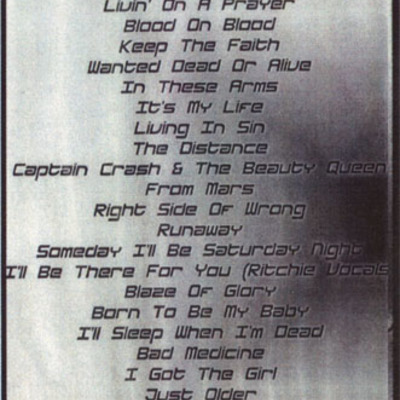 Livin' On A Prayer
Blood On Blood
Keep The Faith
Wanted Dead Or Alive
In These Arms
It's My Life
Living In Sin
The Distance
Captain Crash & The Beauty Queen
From Mars
Right Side Of Wrong
Runaway
Someday I'll Be Saturday Night
I'll Be There For You (Ritchie Vocals
Blaze Of Glory
Born To Be My Baby
I'll Sleep When I'm Dead
Bad Medicine
I Got The Girl
Just Older